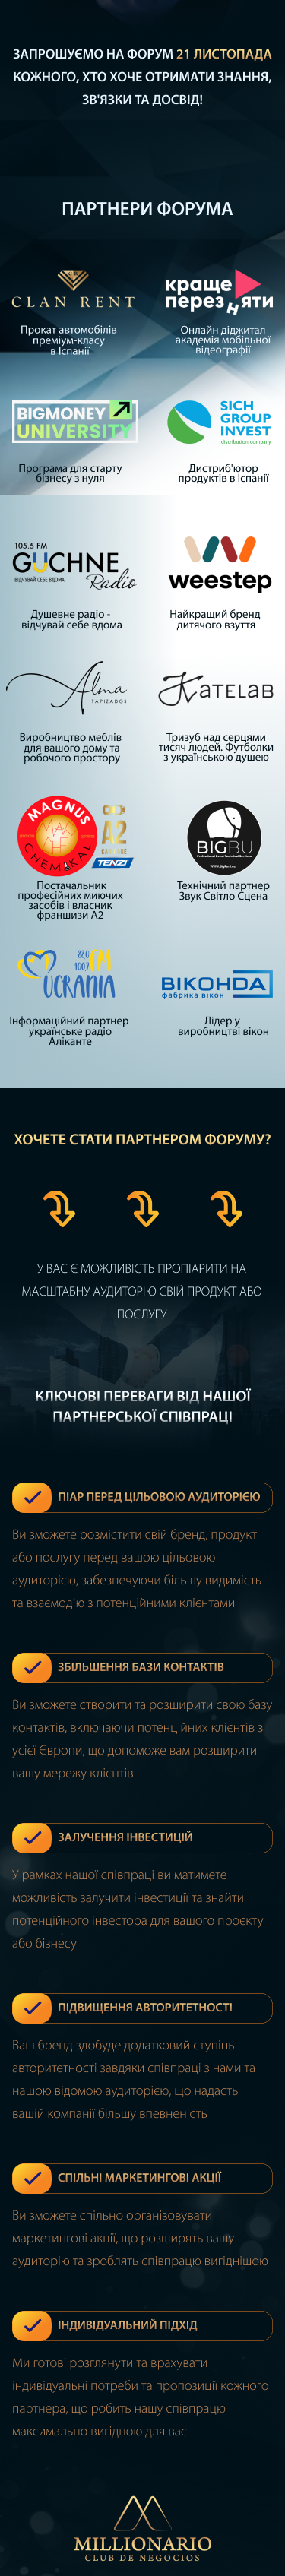 ЗАПРОШУЄМО НА ФОРУМ 21 ЛИСТОПАДА
КОЖНОГО, ХТО ХОЧЕ ОТРИМАТИ ЗНАННЯ,
ЗВ'ЯЗКИ ТА ДОСВІД!
ПАРТНЕРИ ФОРУМА
CLAN RENT
Прокат автомобілів
преміум-класу
в Іспанії
краще
перезняти
Онлайн діджитал
академія мобільної
відеографії
BIGMONEY
UNIVERSITY
Програма для старту
бізнесу з нуля
SICH
GROUP
INVEST
distribution company
Дистриб'ютор
продуктів в Іспанії
105.5 FM
GUCHNE
ВІДЧУВАЙ СЕБЕ ВДОМА
Radio
Душевне радіо -
відчувай себе вдома
weestep
Найкращий бренд
дитячого взуття
Alma
TAPIZADOS
Виробництво меблів
для вашого дому та
робочого простору
KATELAB
Тризуб над серцями
тисяч людей. Футболки
з українською душею
MAGNUS
CHEMIKAL
A2
CAR CARE
TENZI
Постачальник
професійних миючих
засобів і власник
франшизи А2
BIGBU
Professional Event Technical Services
Технічний партнер
Звук Світло Сцена
UCRANIA
FM
Інформаційний партнер
українське радіо
Аліканте
ВІКОНДА
фабрика вікон
Лідер у
виробництві вікон
ХОЧЕТЕ СТАТИ ПАРТНЕРОМ ФОРУМУ?
У ВАС Є МОЖЛИВІСТЬ ПРОПІАРИТИ НА
МАСШТАБНУ АУДИТОРІЮ СВІЙ ПРОДУКТ АБО
ПОСЛУГУ
КЛЮЧОВІ ПЕРЕВАГИ ВІД НАШОЇ
ПАРТНЕРСЬКОЇ СПІВПРАЦІ
ПІАР ПЕРЕД ЦІЛЬОВОЮ АУДИТОРІЄЮ
Ви зможете розмістити свій бренд, продукт
або послугу перед вашою цільовою
аудиторією, забезпечуючи більшу видимість
та взаємодію з потенційними клієнтами
ЗБІЛЬШЕННЯ БАЗИ КОНТАКТІВ
Ви зможете створити та розширити свою базу
контактів, включаючи потенційних клієнтів з
усієї Європи, що допоможе вам розширити
вашу мережу клієнтів
ЗАЛУЧЕННЯ ІНВЕСТИЦІЙ
У рамках нашої співпраці ви матимете
можливість залучити інвестиції та знайти
потенційного інвестора для вашого проєкту
або бізнесу
ПІДВИЩЕННЯ АВТОРИТЕТНОСТІ
Ваш бренд здобуде додатковий ступінь
авторитетності завдяки співпраці з нами та
нашою відомою аудиторією, що надасть
вашій компанії більшу впевненість
СПІЛЬНІ МАРКЕТИНГОВІ АКЦІЇ
Ви зможете спільно організовувати
маркетингові акції, що розширять вашу
аудиторію та зроблять співпрацю вигіднішою
ІНДИВІДУАЛЬНИЙ ПІДХІД
Ми готові розглянути та врахувати
індивідуальні потреби та пропозиції кожного
партнера, що робить нашу співпрацю
максимально вигідною для вас
MILLIONARIO
CLUB DE NEGOCIOS